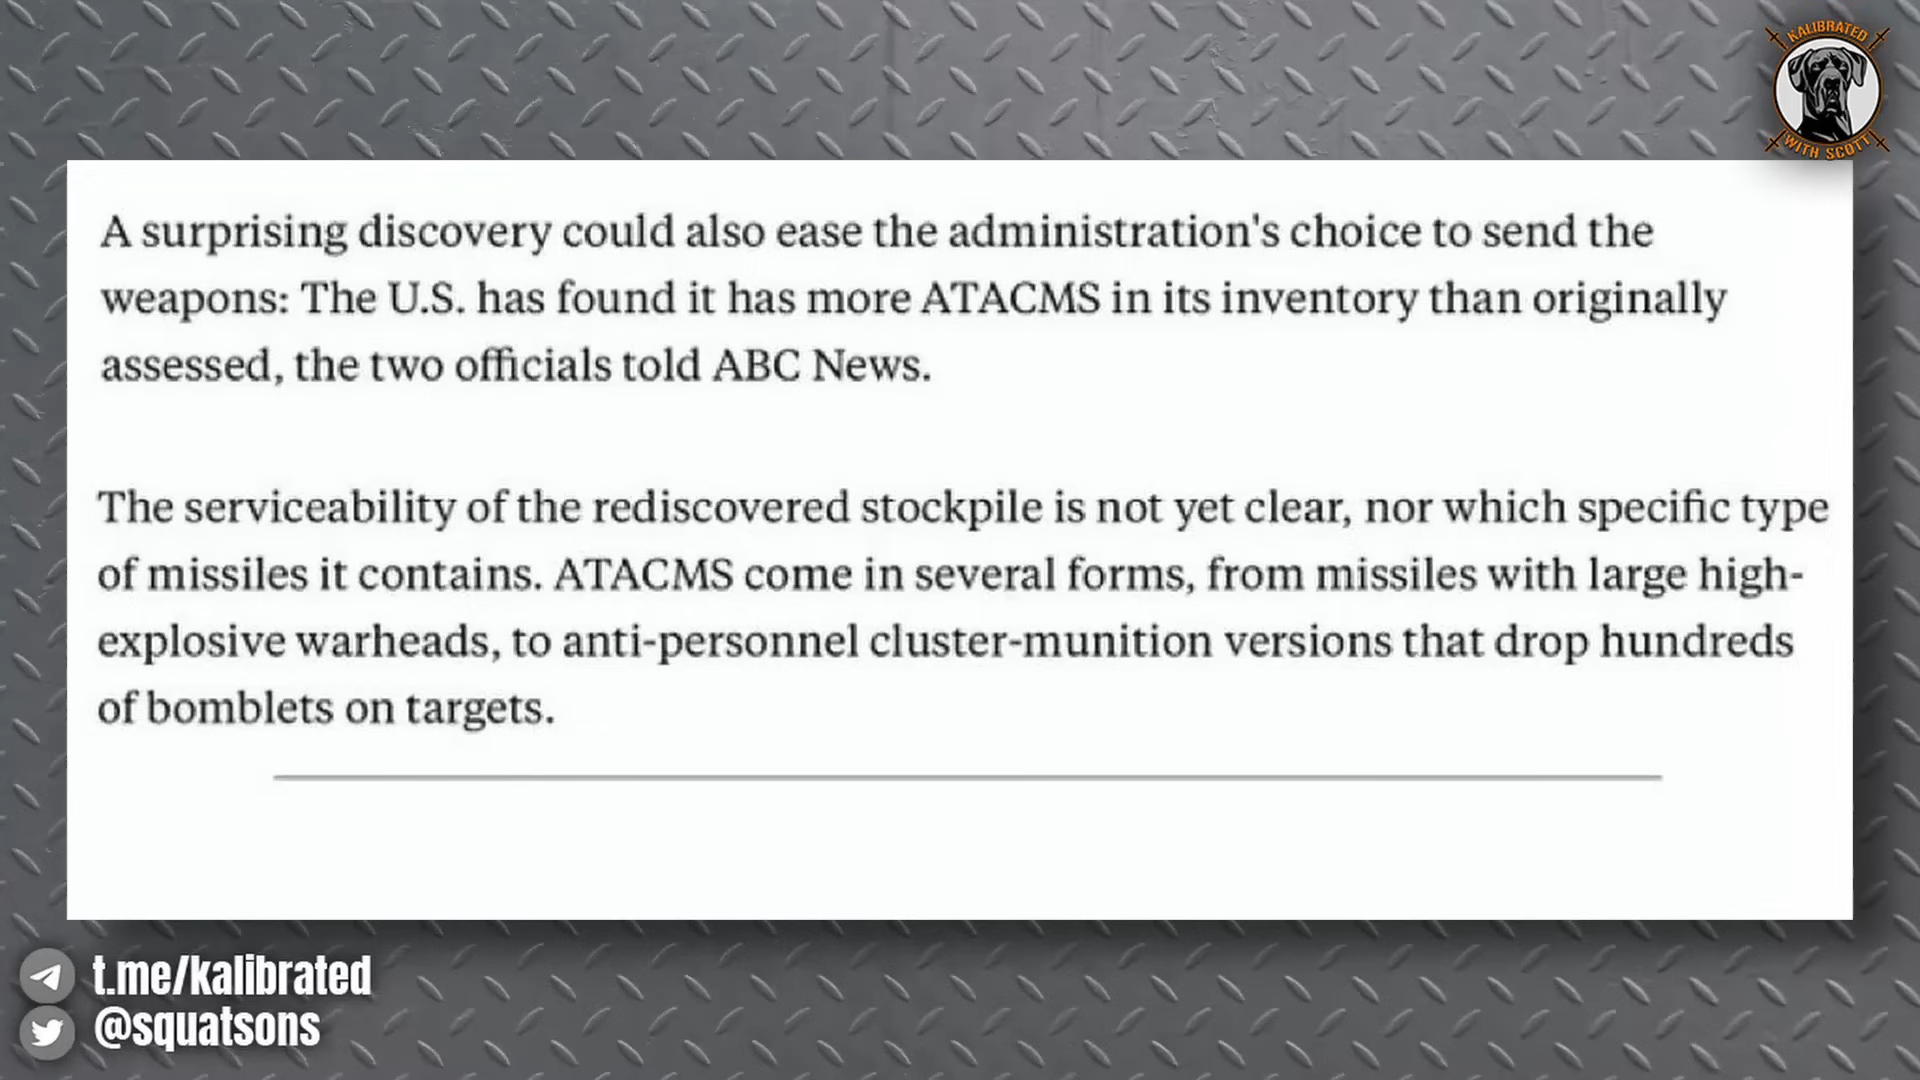 KALIBRATED
WITH SCOTT
A surprising discovery could also ease the administration's choice to send the
weapons: The U.S. has found it has more ATACMS in its inventory than originally
assessed, the two officials told ABC News.
The serviceability of the rediscovered stockpile is not yet clear, nor which specific type
of missiles it contains. ATACMS come in several forms, from missiles with large high-
explosive warheads, to anti-personnel cluster-munition versions that drop hundreds
of bomblets on targets.
t.me/kalibrated
@squatsons